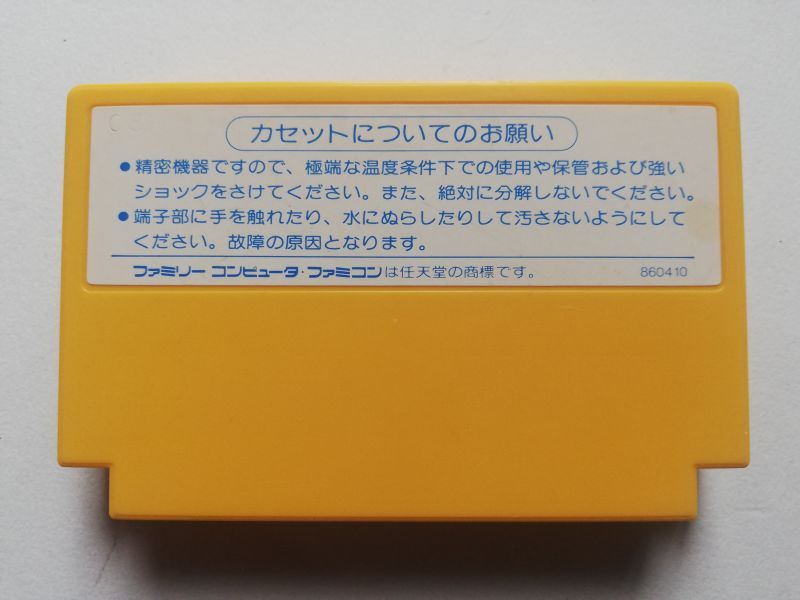 カセットについてのお願い
●精密機器ですので、極端な温度条件下での使用や保管および強い
ショックをさけてください。また、絶対に分解しないでください。
●端子部に手を触れたり、水にぬらしたりして汚さないようにして
ください。故障の原因となります。
ファミリー コンピュータ・ファミコンは任天堂の商標です。 860410